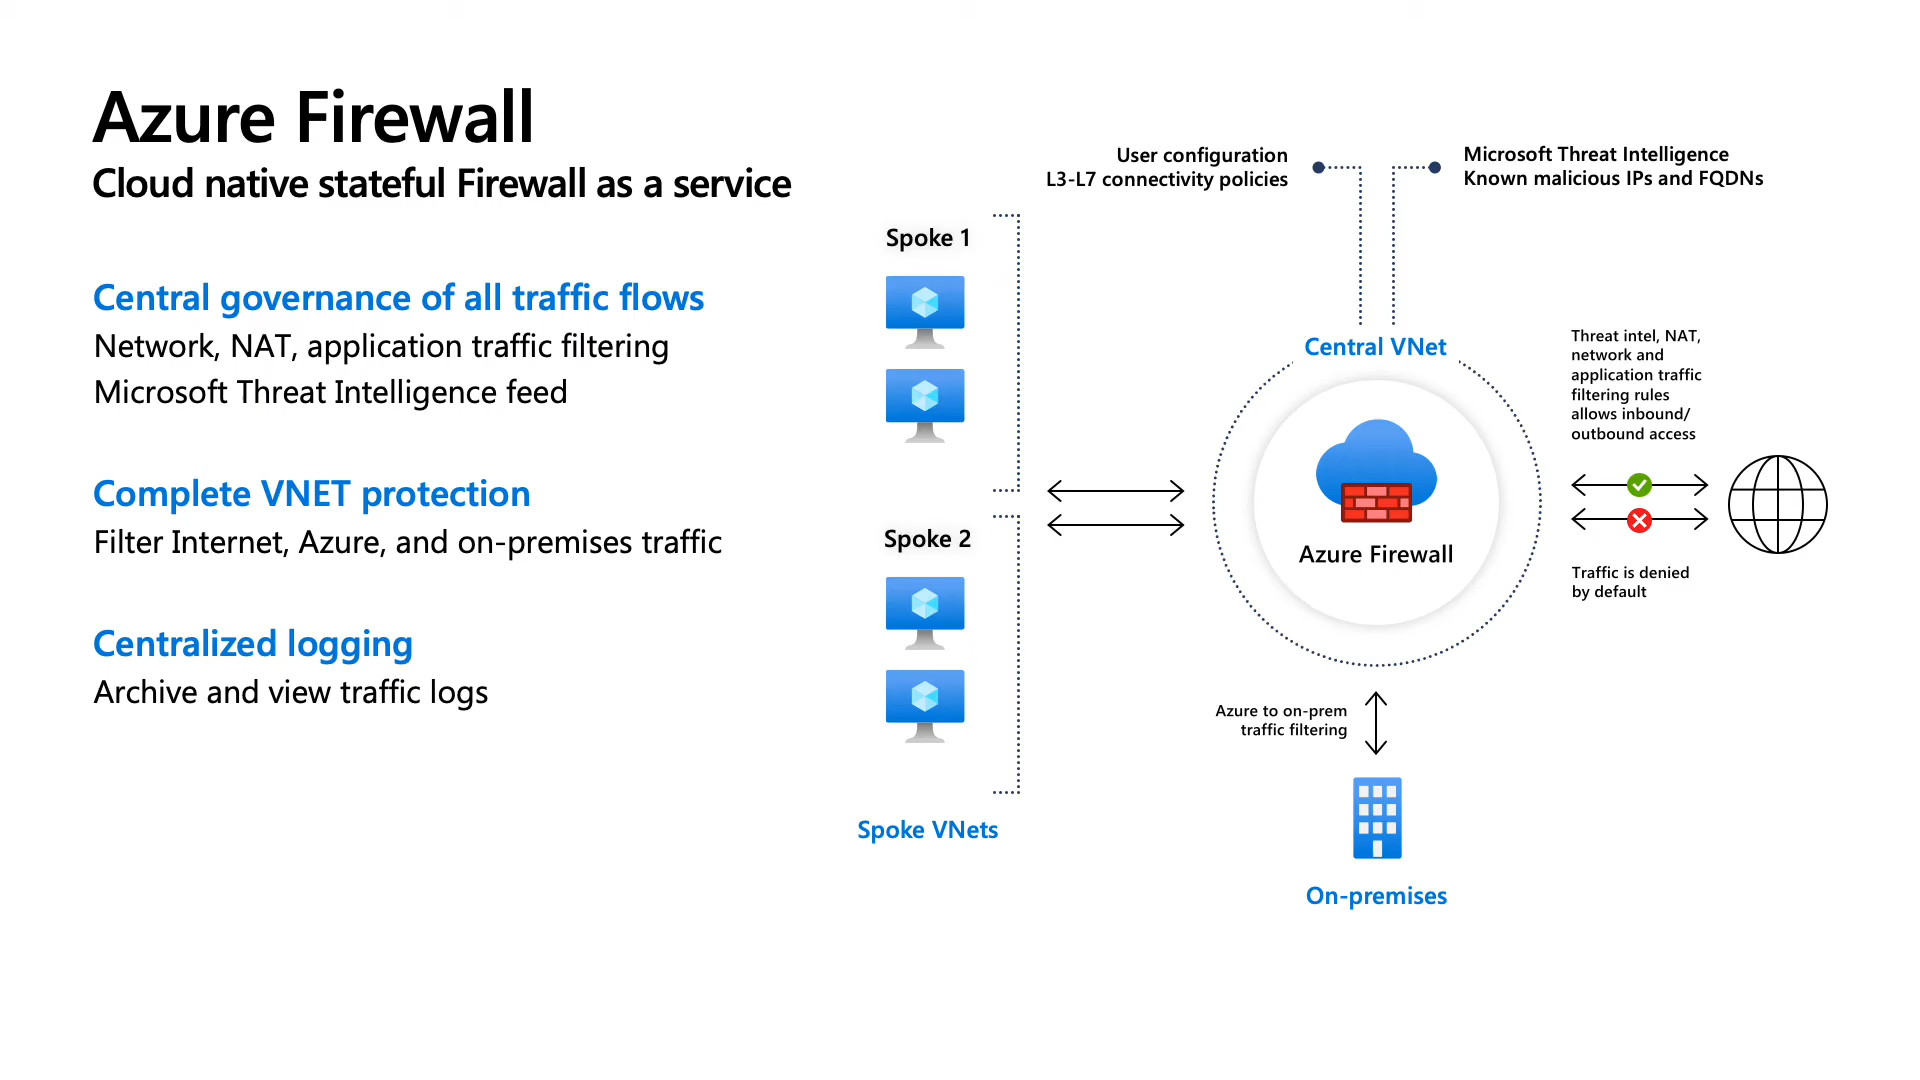 Azure Firewall
Cloud native stateful Firewall as a service
Central governance of all traffic flows
Network, NAT, application traffic filtering
Microsoft Threat Intelligence feed
Complete VNET protection
Filter Internet, Azure, and on-premises traffic
Centralized logging
Archive and view traffic logs
User configuration
L3-L7 connectivity policies
Microsoft Threat Intelligence
Known malicious IPs and FQDNs
Spoke 1
Spoke 2
Spoke VNets
Central VNet
Azure Firewall
Threat intel, NAT,
network and
application traffic
filtering rules
allows inbound/
outbound access
Traffic is denied
by default
Azure to on-prem
traffic filtering
On-premises